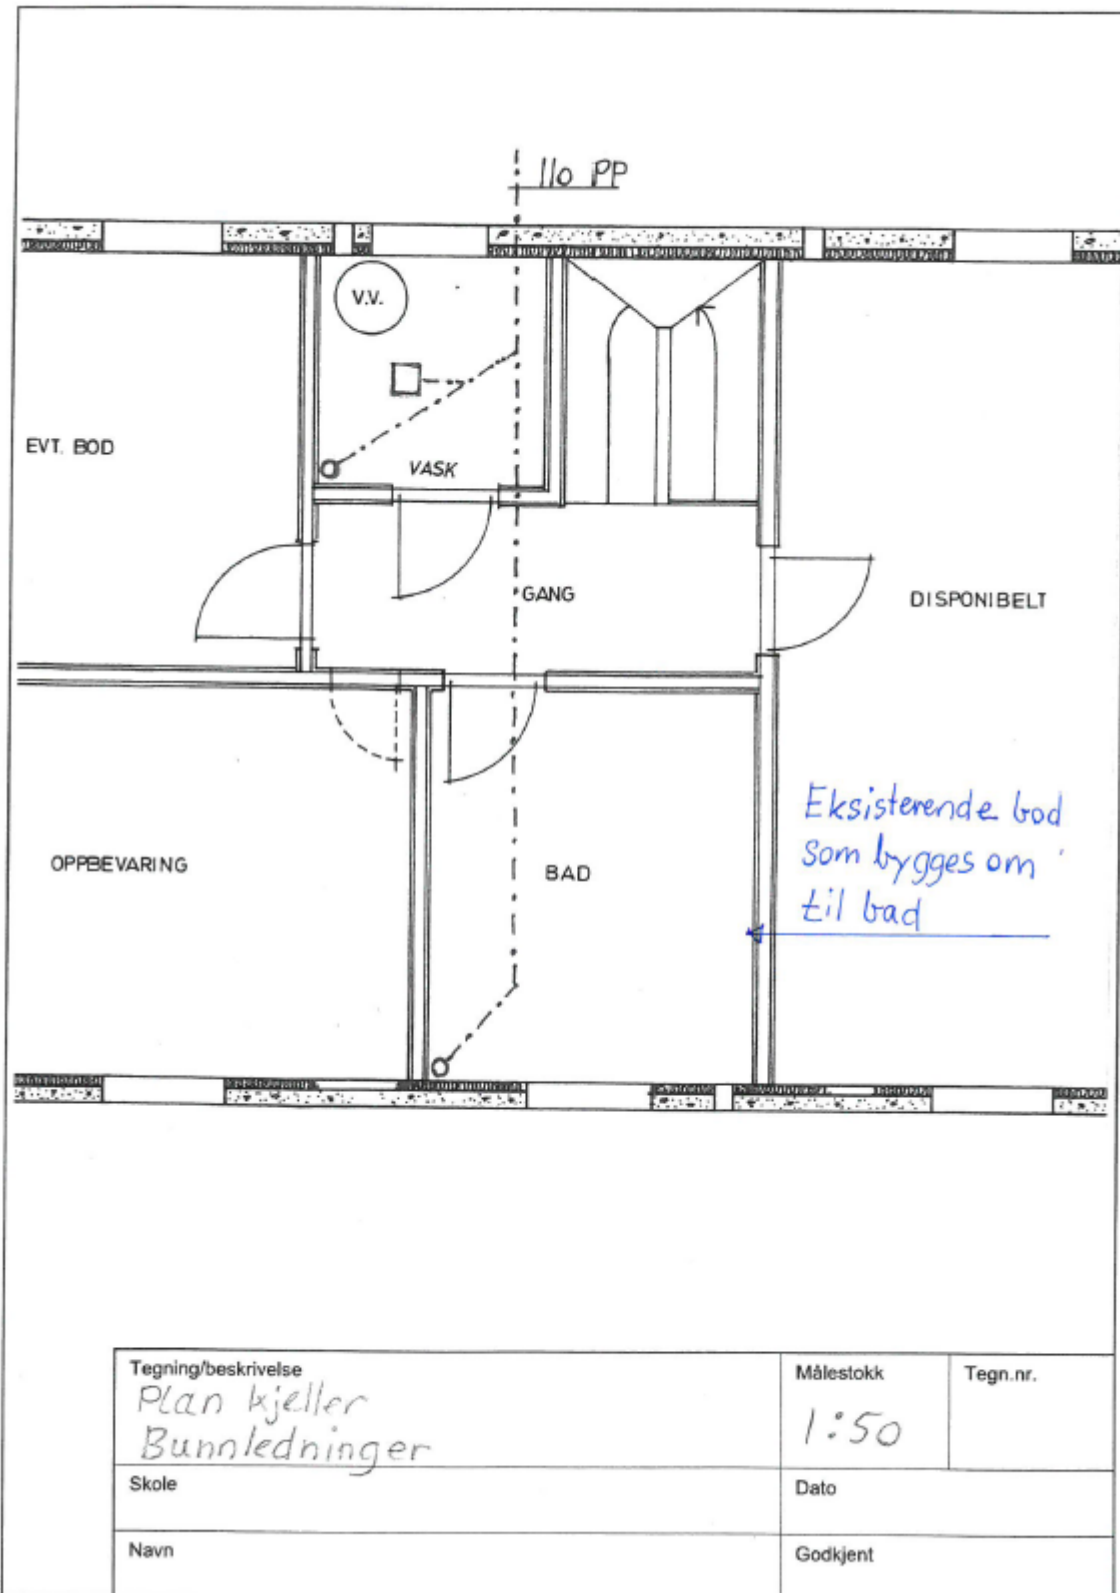 110 PP
V.V.
EVT. BOD
VASK
GANG
DISPONIBELT
Eksisterende bod
som bygges om
til bad
OPPBEVARING
BAD
Tegning/beskrivelse
Plan kjeller
Bunnledninger
Målestokk
1:50
Tegn.nr.
Skole
Dato
Navn
Godkjent